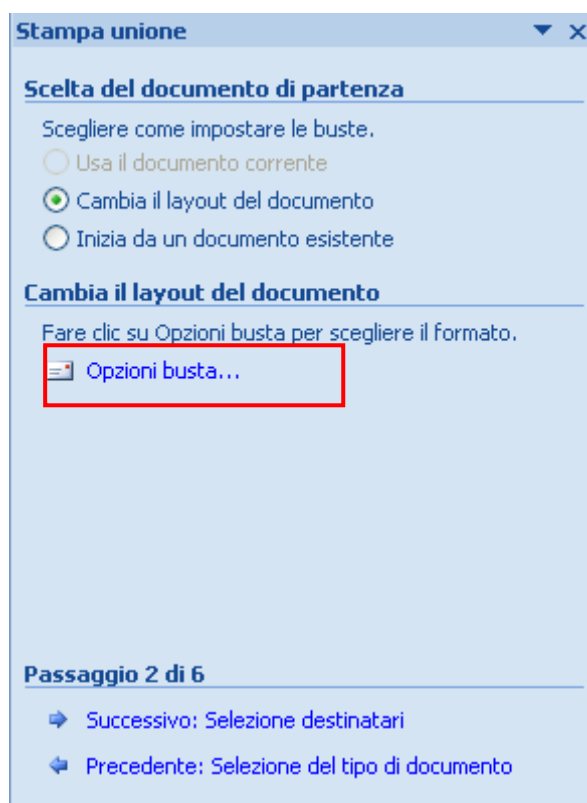 Stampa unione
Scelta del documento di partenza
Scegliere come impostare le buste.
Usa il documento corrente
Cambia il layout del documento
Inizia da un documento esistente
Cambia il layout del documento
Fare clic su Opzioni busta per scegliere il formato.
Opzioni busta...
Passaggio 2 di 6
Successivo: Selezione destinatari
Precedente: Selezione del tipo di documento